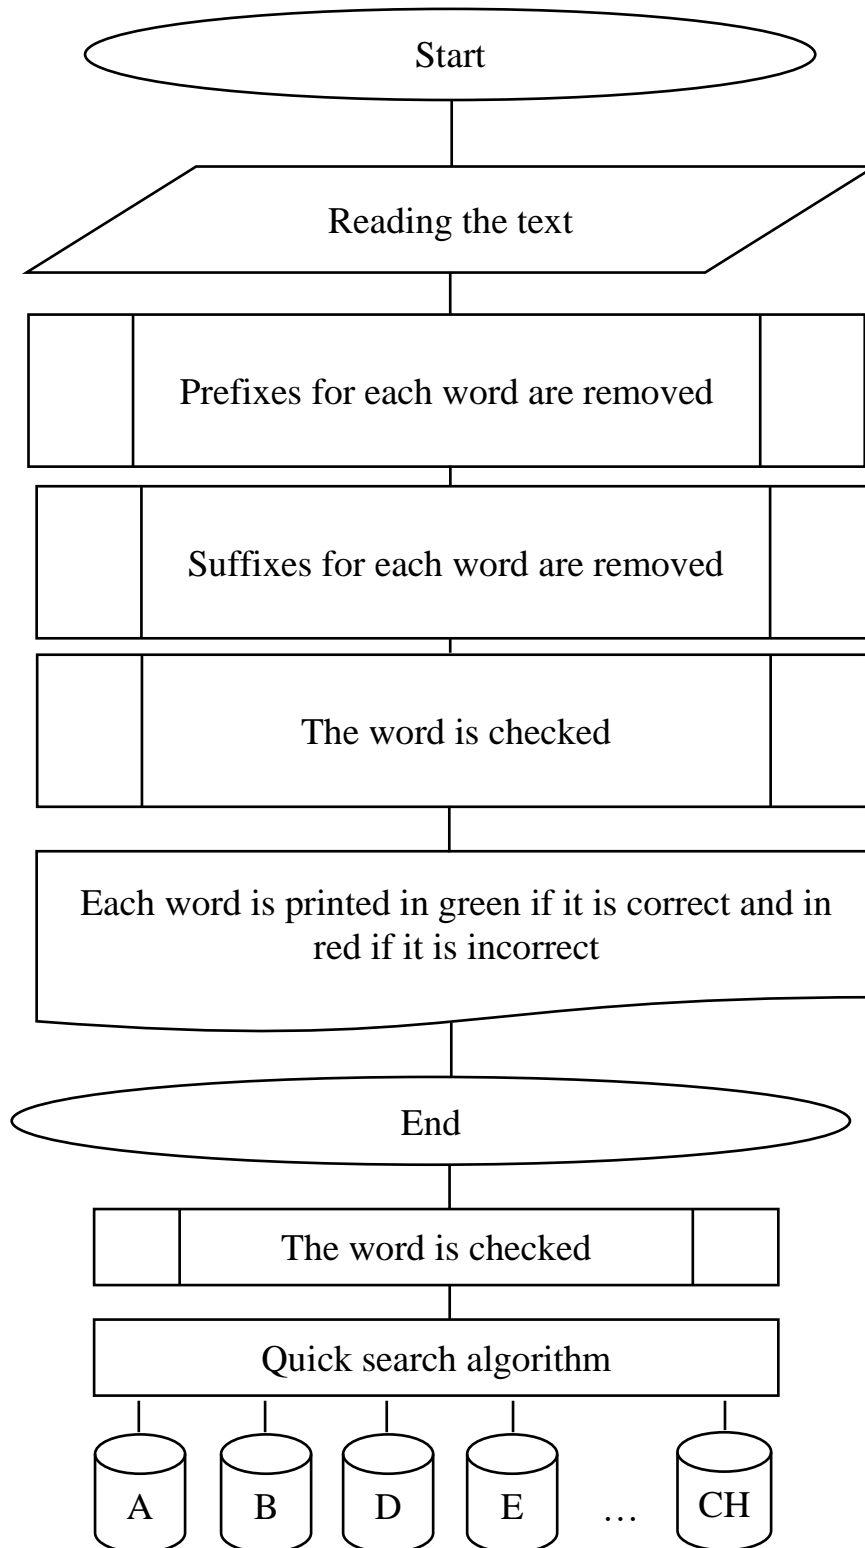 Start
Reading the text
Prefixes for each word are removed
Suffixes for each word are removed
The word is checked
Each word is printed in green if it is correct and in
red if it is incorrect
End
The word is checked
Quick search algorithm
A B D E … CH